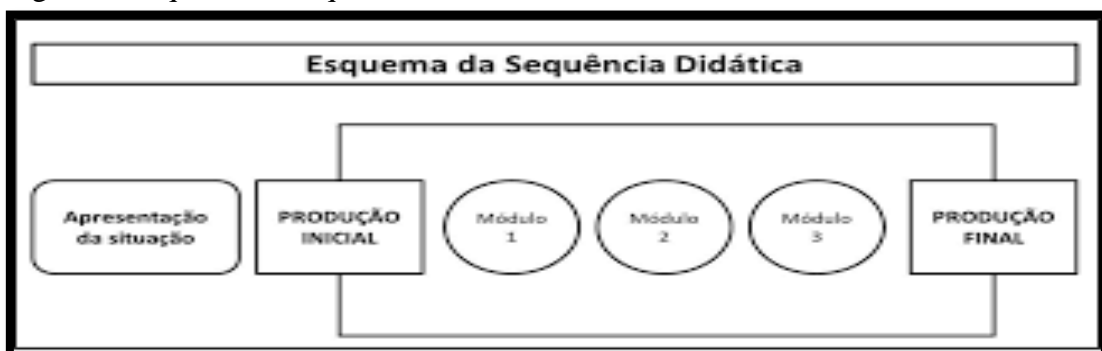 Esquema da Sequência Didática
Apresentação
da situação
PRODUÇÃO
INICIAL
Módulo
1
Módulo
2
Módulo
3
PRODUÇÃO
FINAL